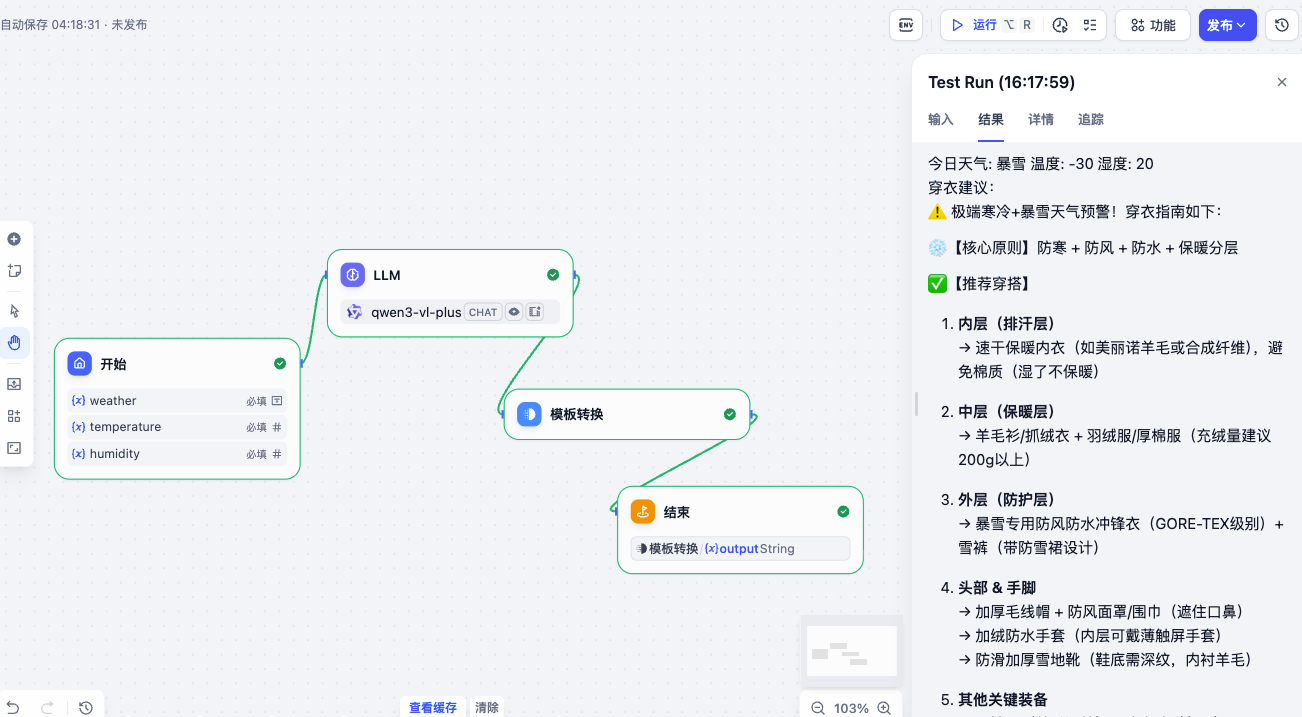 自动保存 04:18:31 · 未发布
ENV
运行 ⌥ R
功能
发布
Test Run (16:17:59)
输入 结果 详情 追踪
今日天气: 暴雪 温度: -30 湿度: 20
穿衣建议：
⚠️ 极端寒冷+暴雪天气预警！穿衣指南如下：
❄️【核心原则】防寒 + 防风 + 防水 + 保暖分层
✅【推荐穿搭】
1. 内层（排汗层）
→ 速干保暖内衣（如美丽诺羊毛或合成纤维），避
免棉质（湿了不保暖）
2. 中层（保暖层）
→ 羊毛衫/抓绒衣 + 羽绒服/厚棉服（充绒量建议
200g以上）
3. 外层（防护层）
→ 暴雪专用防风防水冲锋衣（GORE-TEX级别）+
雪裤（带防雪裙设计）
4. 头部 & 手脚
→ 加厚毛线帽 + 防风面罩/围巾（遮住口鼻）
→ 加绒防水手套（内层可戴薄触屏手套）
→ 防滑加厚雪地靴（鞋底需深纹，内衬羊毛）
5. 其他关键装备
LLM
qwen3-vl-plus CHAT
开始
{x} weather 必填
{x} temperature 必填 #
{x} humidity 必填 #
模板转换
结束
模板转换 / {x} output String
查看缓存 清除
103%